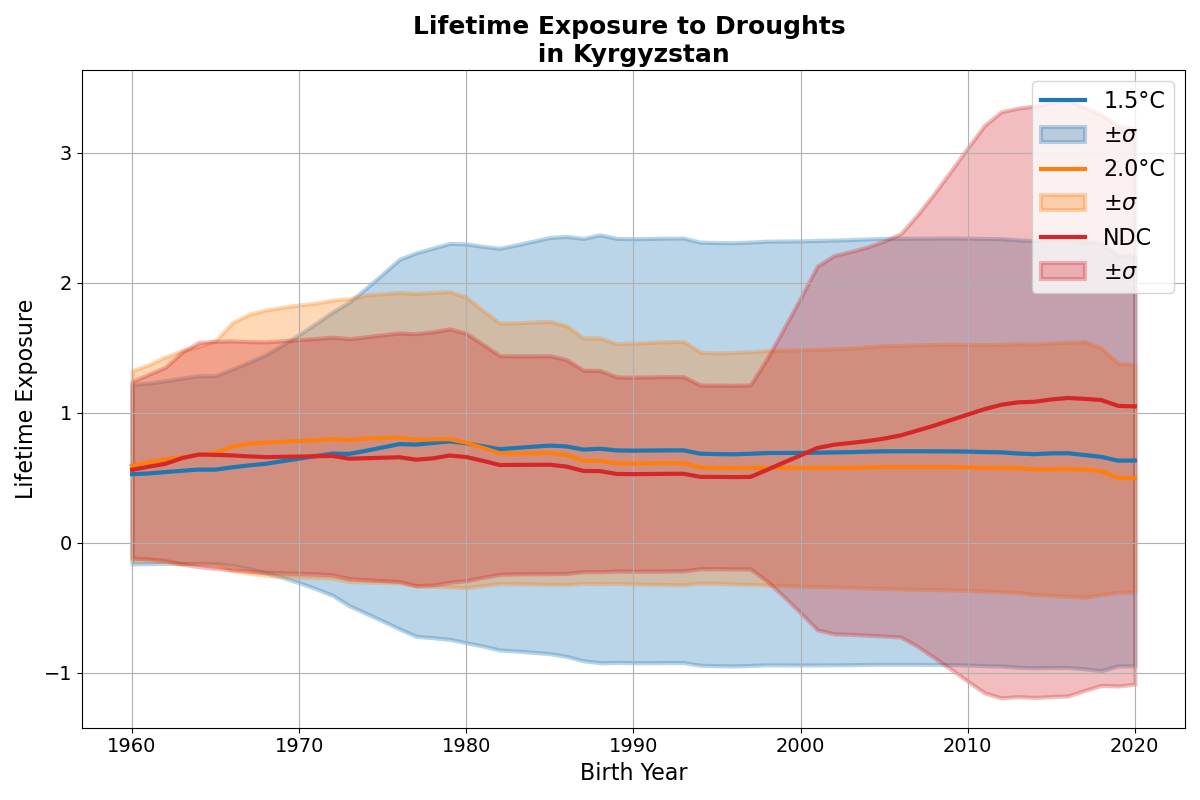 Lifetime Exposure to Droughts
in Kyrgyzstan
Lifetime Exposure
3
2
1
0
−1
1960 1970 1980 1990 2000 2010 2020
Birth Year
1.5°C
±σ
2.0°C
±σ
NDC
±σ